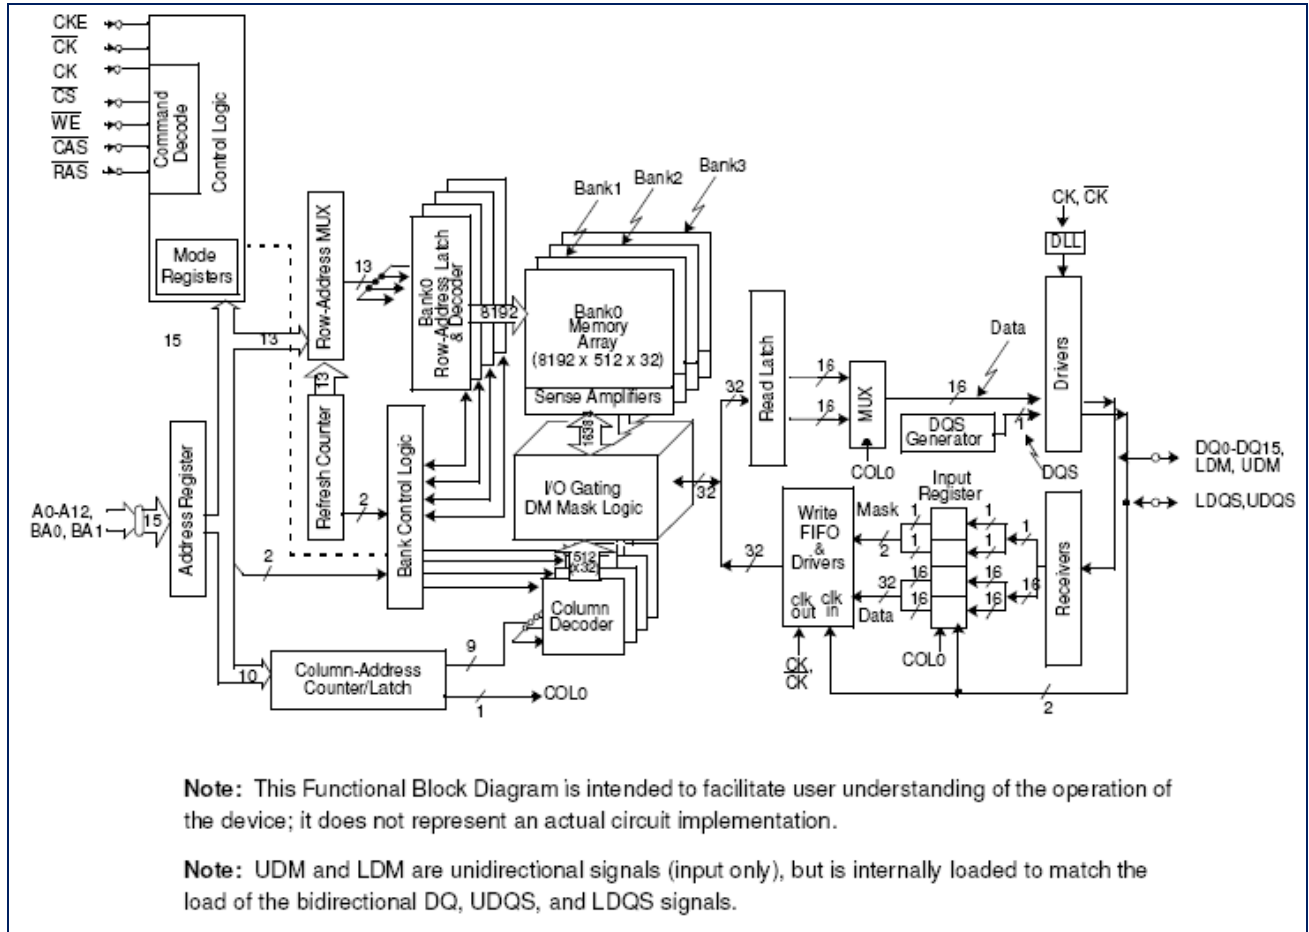 CKE
CK
CK
CS
WE
CAS
RAS
Command
Decode
Control Logic
Mode
Registers
15
13
Row-Address MUX
13
Refresh Counter
13
Bank0
Row-Address Latch
& Decoder
8192
Bank1
Bank2
Bank3
Bank0
Memory
Array
(8192 x 512 x 32)
Sense Amplifiers
1638
I/O Gating
DM Mask Logic
Bank Control Logic
2
2
A0-A12,
BA0, BA1
15
Address Register
512
(x32)
Column
Decoder
9
10
Column-Address
Counter/Latch
1
COL0
32
32
32
Read Latch
16
16
MUX
COL0
16
Data
DQS
Generator
1
DQS
CK, CK
DLL
Drivers
DQ0-DQ15,
LDM, UDM
LDQS,UDQS
Input
Register
Write
FIFO
&
Drivers
clk
out
clk
in
Mask
2
32
Data
1
1
16
16
1
1
16
16
1
16
Receivers
COL0
CK,
CK
2
Note: This Functional Block Diagram is intended to facilitate user understanding of the operation of
the device; it does not represent an actual circuit implementation.
Note: UDM and LDM are unidirectional signals (input only), but is internally loaded to match the
load of the bidirectional DQ, UDQS, and LDQS signals.